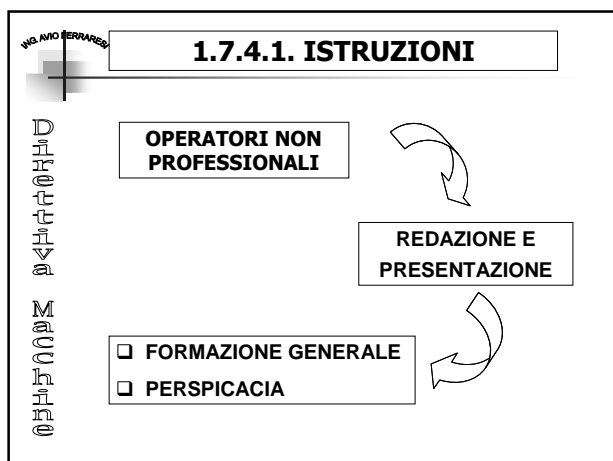 ING. AVIO FERRARESI
1.7.4.1. ISTRUZIONI
Direttiva Macchine
OPERATORI NON
PROFESSIONALI
REDAZIONE E
PRESENTAZIONE
❑ FORMAZIONE GENERALE
❑ PERSPICACIA